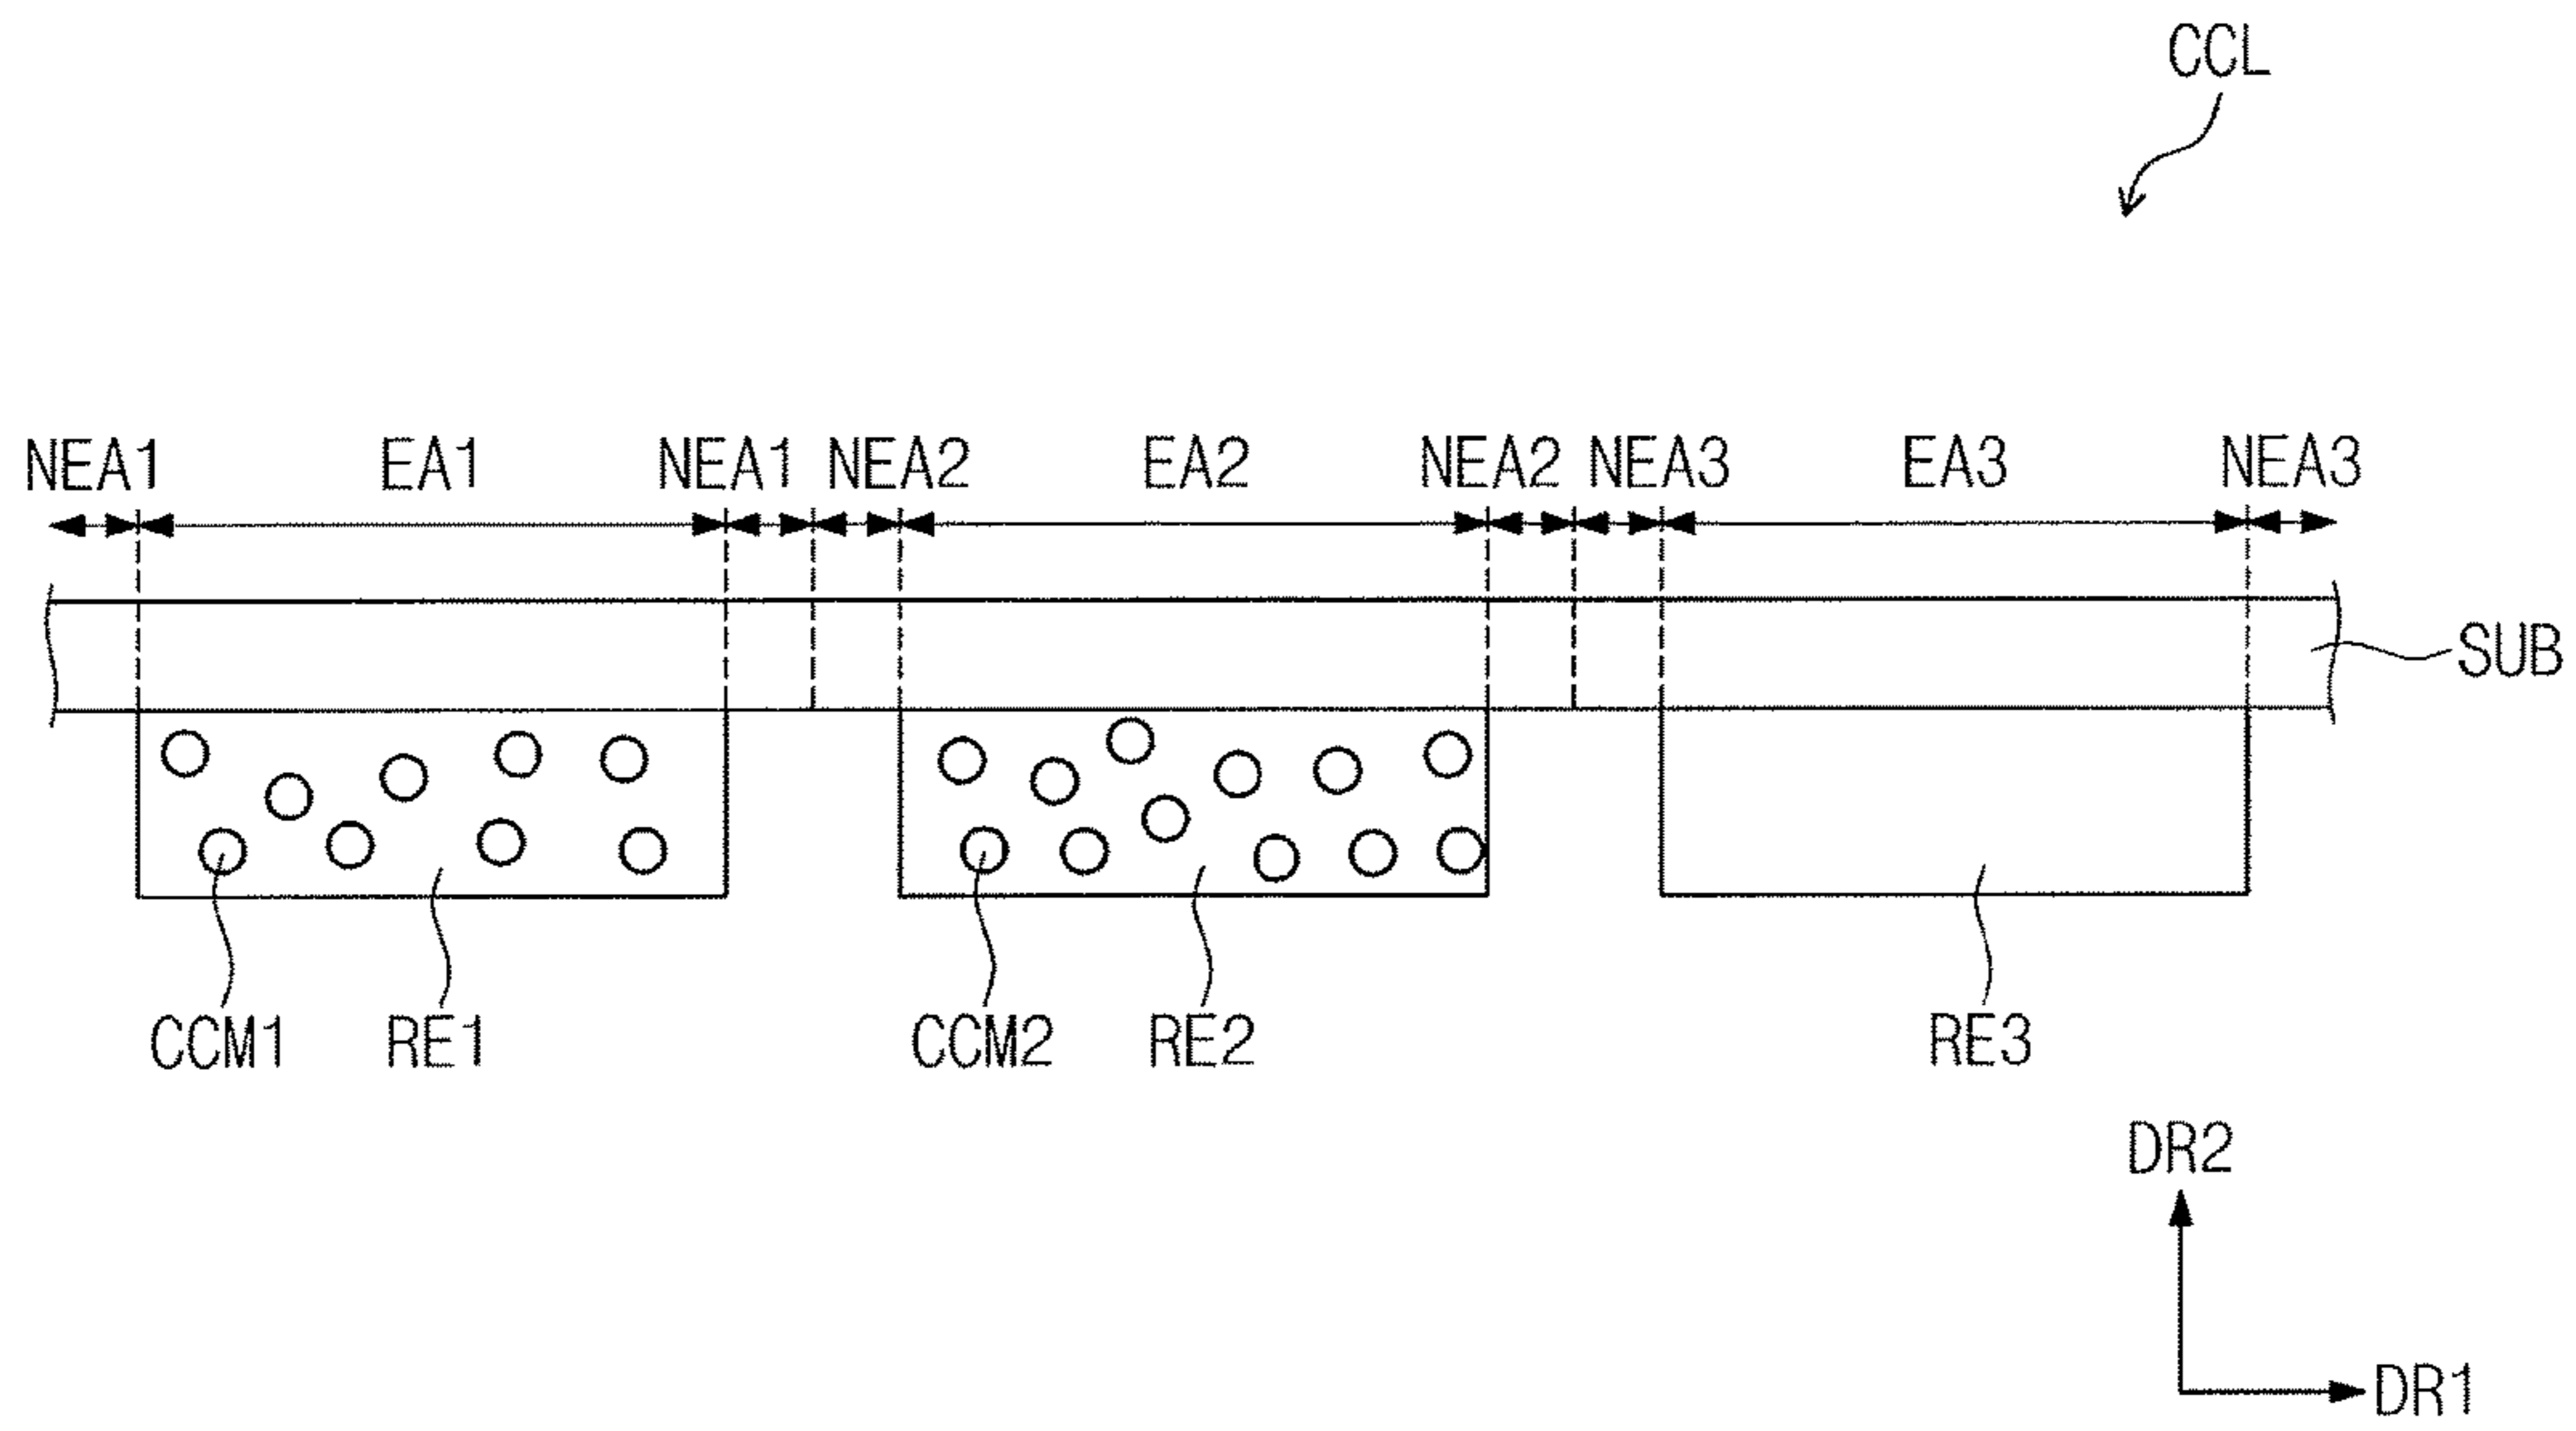 CCL
NEA1 EA1 NEA1 NEA2 EA2 NEA2 NEA3 EA3 NEA3
SUB
CCM1 RE1 CCM2 RE2 RE3
DR2
DR1